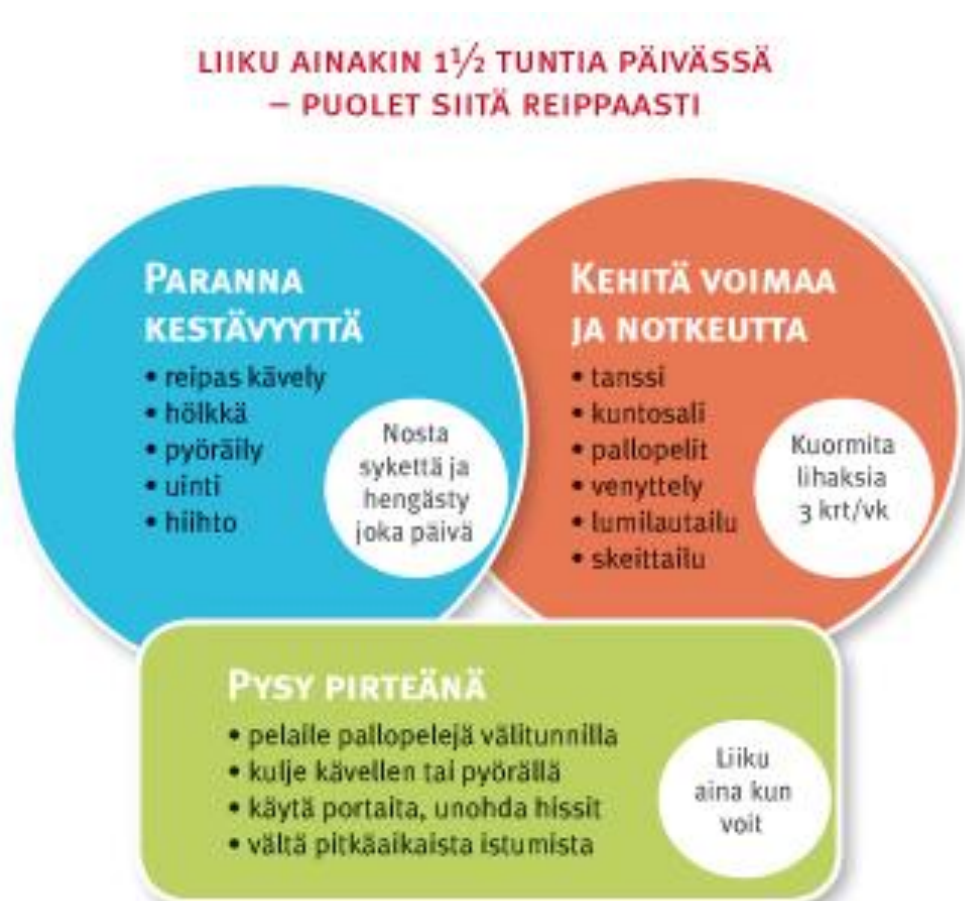 LIIKU AINAKIN 1½ TUNTIA PÄIVÄSSÄ
– PUOLET SIITÄ REIPPAASTI
PARANNA
KESTÄVYYTTÄ
• reipas kävely
• hölkkä
• pyöräily
• uinti
• hiihto
Nosta
sykettä ja
hengästy
joka päivä
KEHITÄ VOIMAA
JA NOTKEUTTA
• tanssi
• kuntosali
• pallopelit
• venyttely
• lumilautailu
• skeittailu
Kuormita
lihaksia
3 krt/vk
PYSY PIRTEÄNÄ
• pelaile pallopelejä välitunnilla
• kulje kävellen tai pyörällä
• käytä portaita, unohda hissit
• vältä pitkäaikaista istumista
Liiku
aina kun
voit